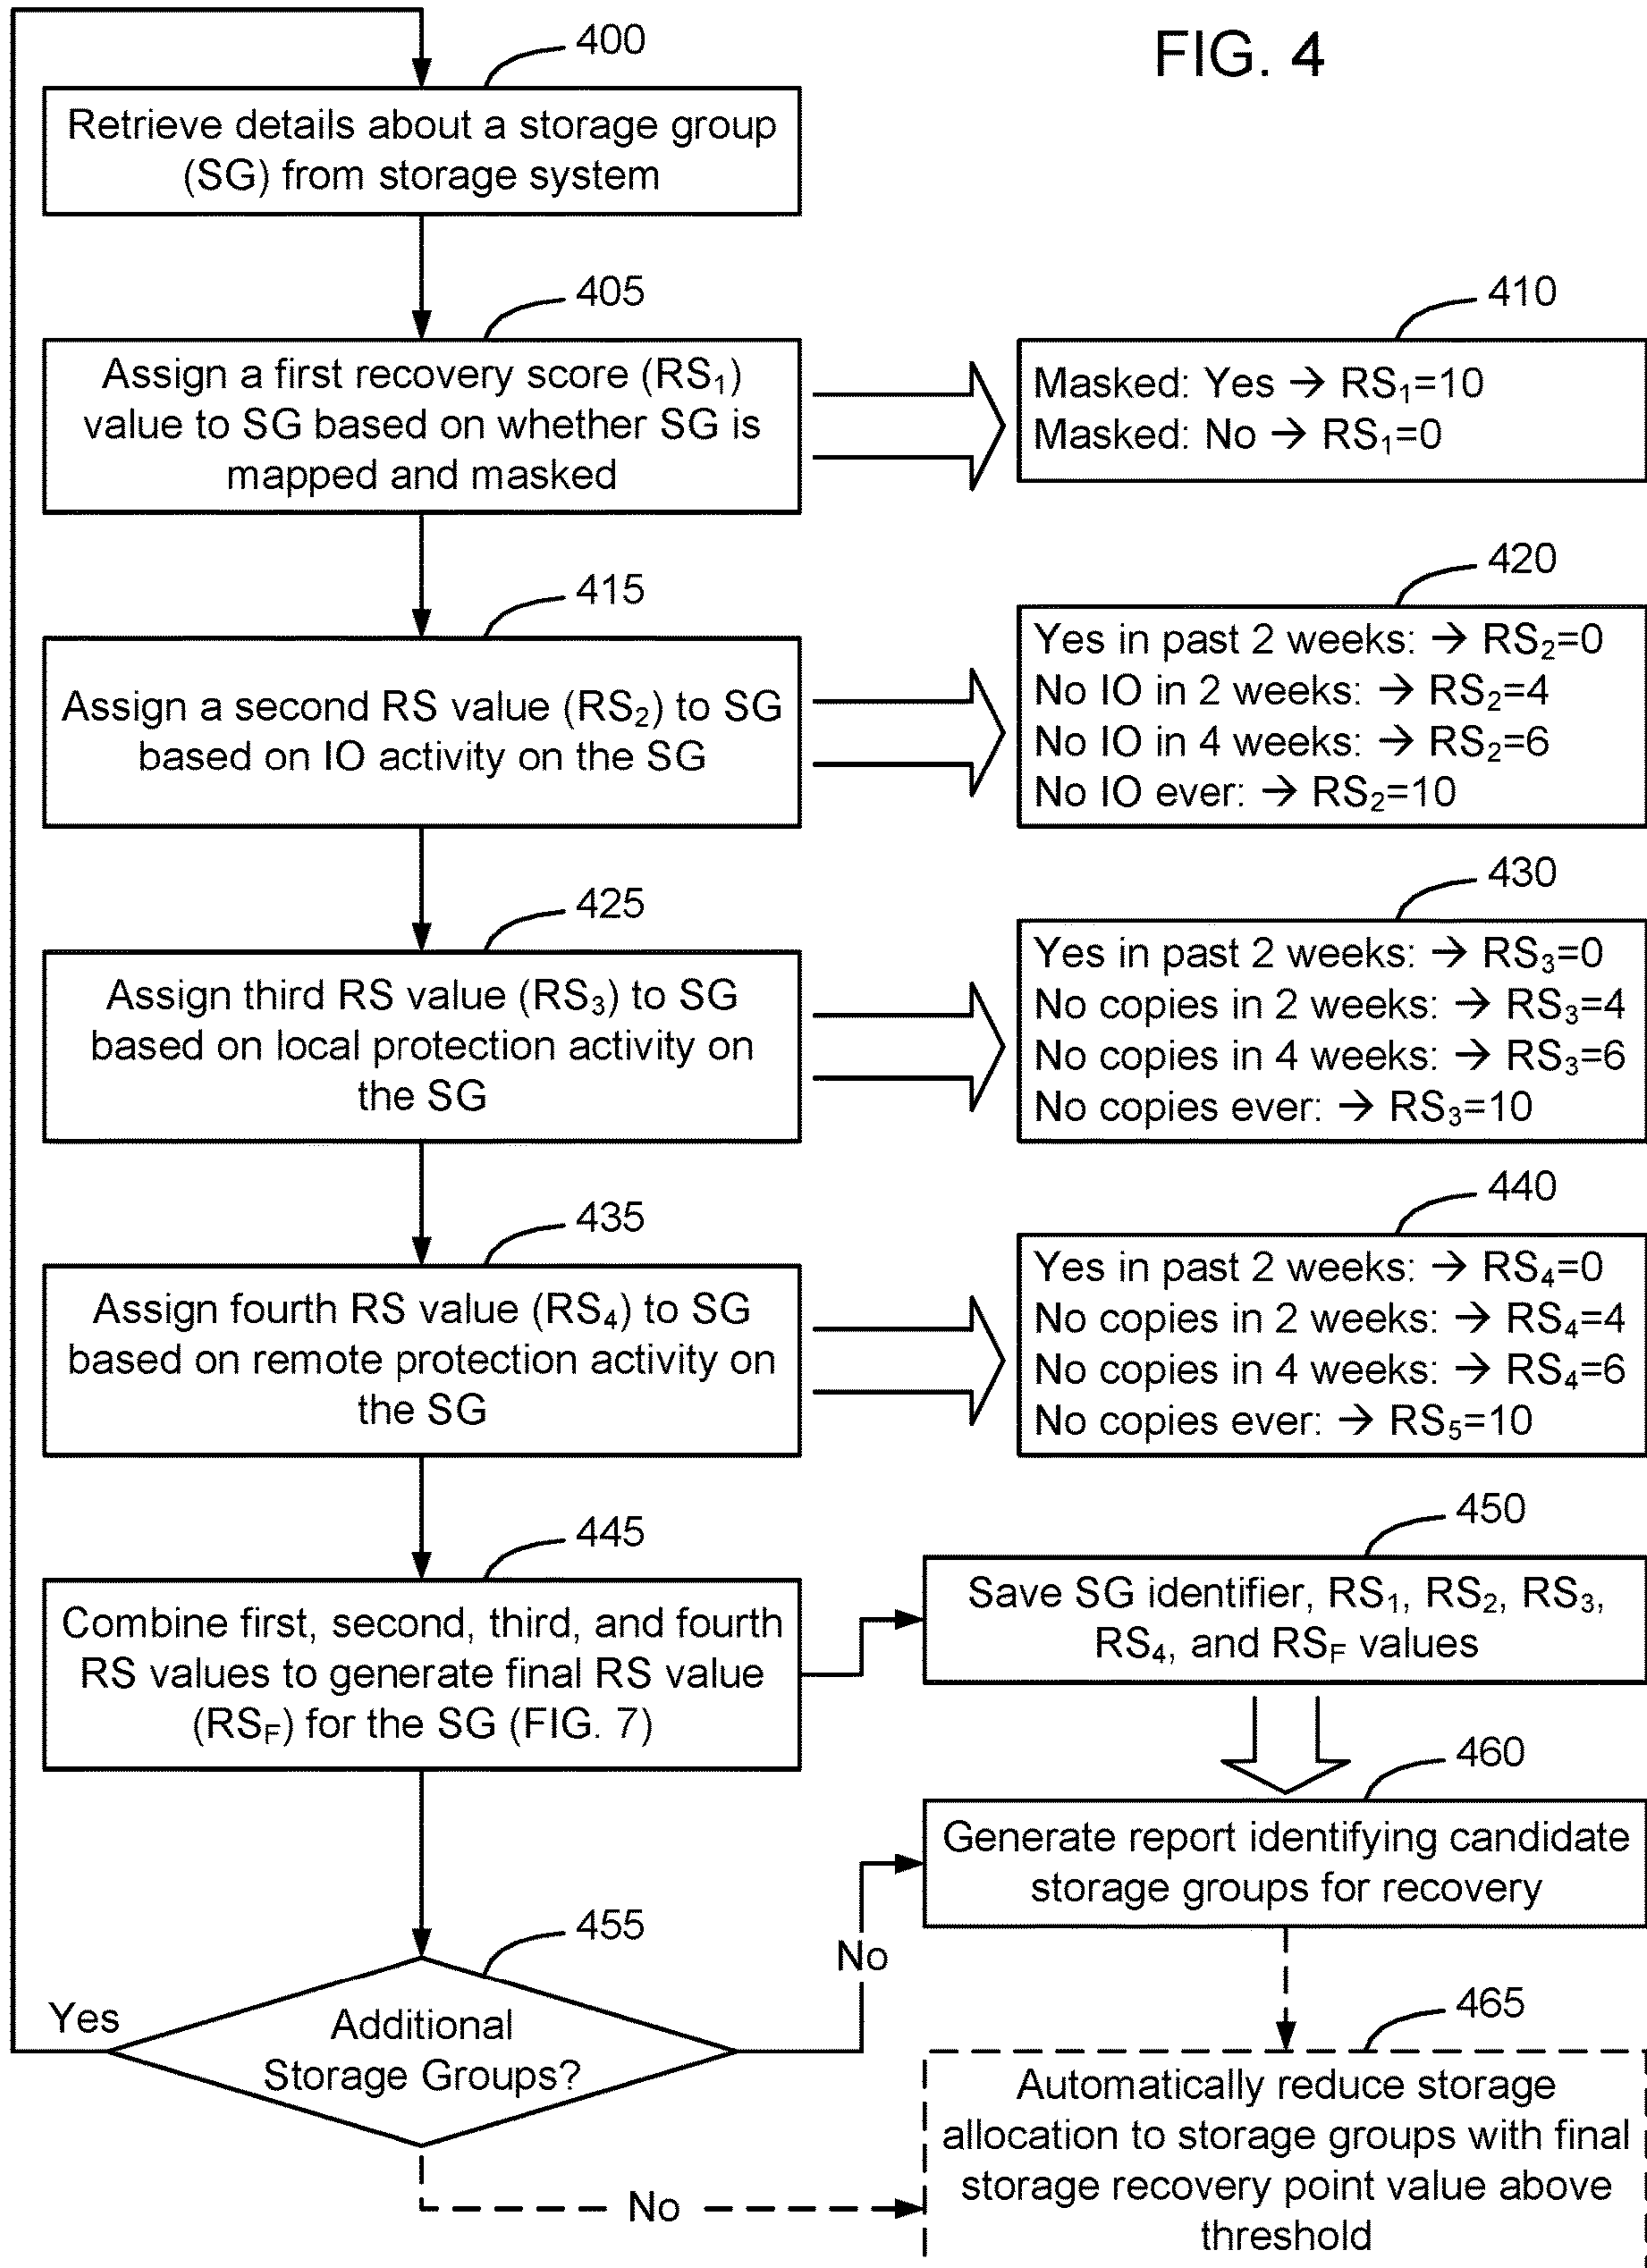 FIG. 4
400
Retrieve details about a storage group
(SG) from storage system
405
Assign a first recovery score (RS₁)
value to SG based on whether SG is
mapped and masked
410
Masked: Yes → RS₁=10
Masked: No → RS₁=0
415
Assign a second RS value (RS₂) to SG
based on IO activity on the SG
420
Yes in past 2 weeks: → RS₂=0
No IO in 2 weeks: → RS₂=4
No IO in 4 weeks: → RS₂=6
No IO ever: → RS₂=10
425
Assign third RS value (RS₃) to SG
based on local protection activity on
the SG
430
Yes in past 2 weeks: → RS₃=0
No copies in 2 weeks: → RS₃=4
No copies in 4 weeks: → RS₃=6
No copies ever: → RS₃=10
435
Assign fourth RS value (RS₄) to SG
based on remote protection activity on
the SG
440
Yes in past 2 weeks: → RS₄=0
No copies in 2 weeks: → RS₄=4
No copies in 4 weeks: → RS₄=6
No copies ever: → RS₅=10
445
Combine first, second, third, and fourth
RS values to generate final RS value
(RS_F) for the SG (FIG. 7)
450
Save SG identifier, RS₁, RS₂, RS₃,
RS₄, and RS_F values
455
Additional
Storage Groups?
Yes
No
No
460
Generate report identifying candidate
storage groups for recovery
465
Automatically reduce storage
allocation to storage groups with final
storage recovery point value above
threshold